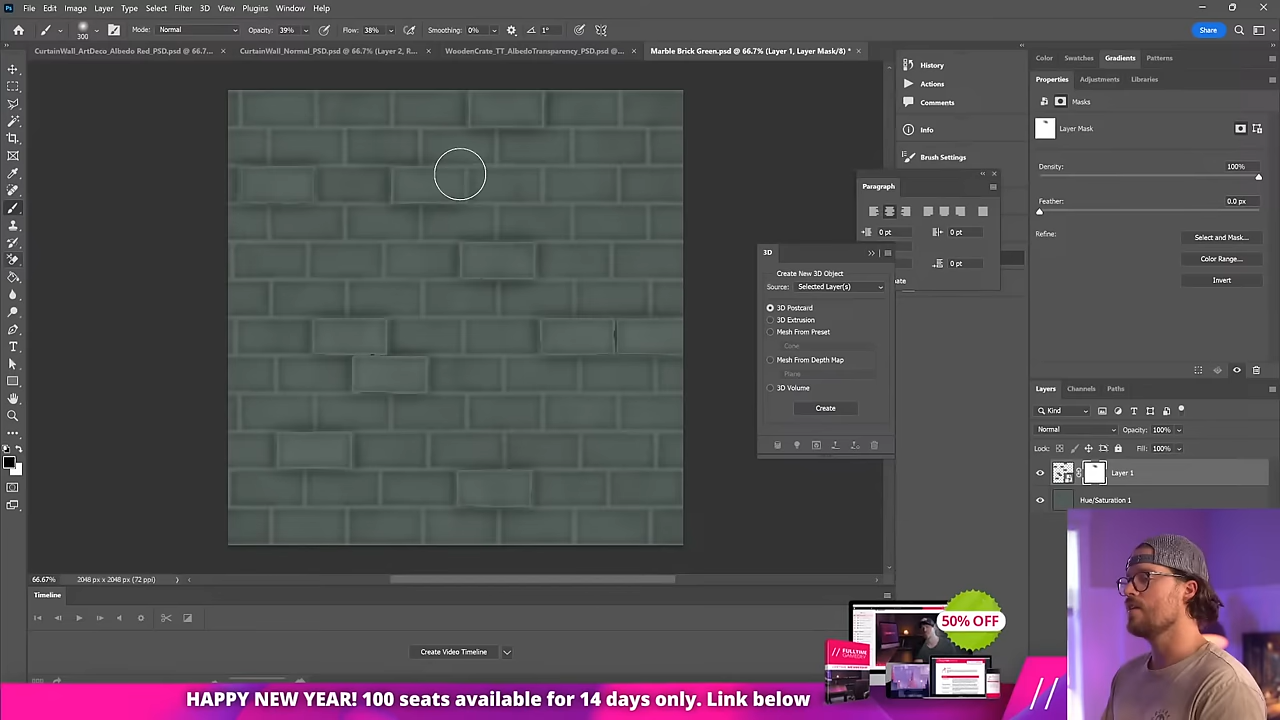 Ps File Edit Image Layer Type Select Filter 3D View Plugins Window Help
300 Mode: Normal Opacity: 39% Flow: 38% Smoothing: 0% 1° Share
CurtainWall_ArtDeco_Albedo Red_PSD.psd @ 66.7... × CurtainWall_Normal_PSD.psd @ 66.7% (Layer 2, R... × WoodenCrate_TT_AlbedoTransparency_PSD.psd @... × Marble Brick Green.psd @ 66.7% (Layer 1, Layer Mask/8) * ×
History
Actions
Comments
Info
Brush Settings
Paragraph
0 pt 0 pt
0 pt
3D
Create New 3D Object
Source: Selected Layer(s)
3D Postcard
3D Extrusion
Mesh From Preset
Cone
Mesh From Depth Map
Plane
3D Volume
Create
Color Swatches Gradients Patterns
Properties Adjustments Libraries
Masks
Layer Mask
Density: 100%
Feather: 0.0 px
Refine: Select and Mask...
Color Range...
Invert
Layers Channels Paths
Kind
Normal Opacity: 100%
Lock: Fill: 100%
Layer 1
Hue/Saturation 1
66.67% 2048 px x 2048 px (72 ppi)
Timeline
Create Video Timeline
50% OFF
// FULLTIME
GAMEDEV
HAPPY NEW YEAR! 100 seats available for 14 days only. Link below
//